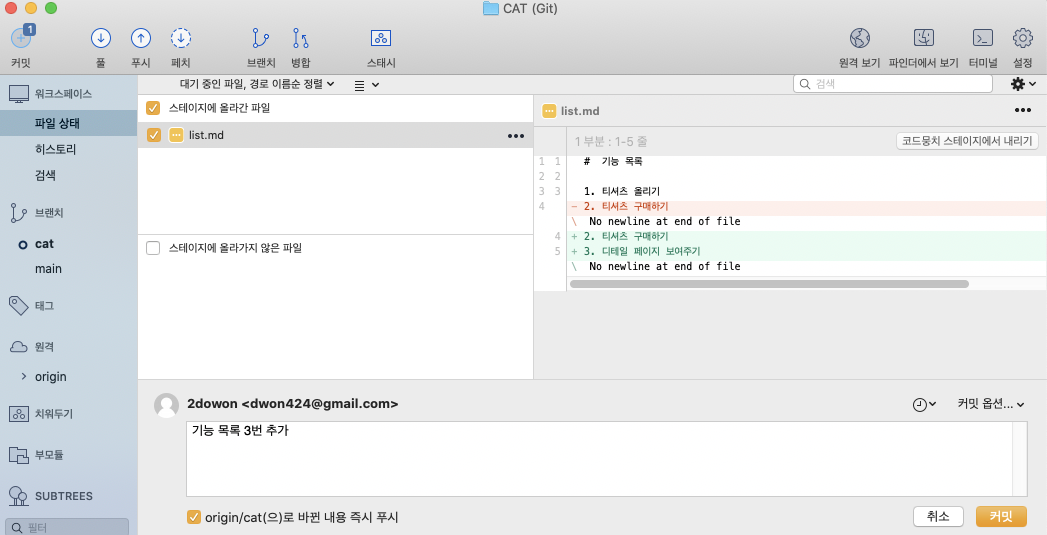 CAT (Git)
1
커밋 풀 푸시 페치 브랜치 병합 스태시 원격 보기 파인더에서 보기 터미널 설정
워크스페이스
파일 상태
히스토리
검색
브랜치
cat
main
태그
원격
origin
치워두기
부모듈
SUBTREES
필터
대기 중인 파일, 경로 이름순 정렬
검색
스테이지에 올라간 파일
list.md
스테이지에 올라가지 않은 파일
list.md
1 부분 : 1-5 줄 코드뭉치 스테이지에서 내리기
1 1 # 기능 목록
2 2
3 3 1. 티셔츠 올리기
4 - 2. 티셔츠 구매하기
\ No newline at end of file
4 + 2. 티셔츠 구매하기
5 + 3. 디테일 페이지 보여주기
\ No newline at end of file
2dowon <dwon424@gmail.com>
커밋 옵션...
기능 목록 3번 추가
origin/cat(으)로 바뀐 내용 즉시 푸시
취소 커밋